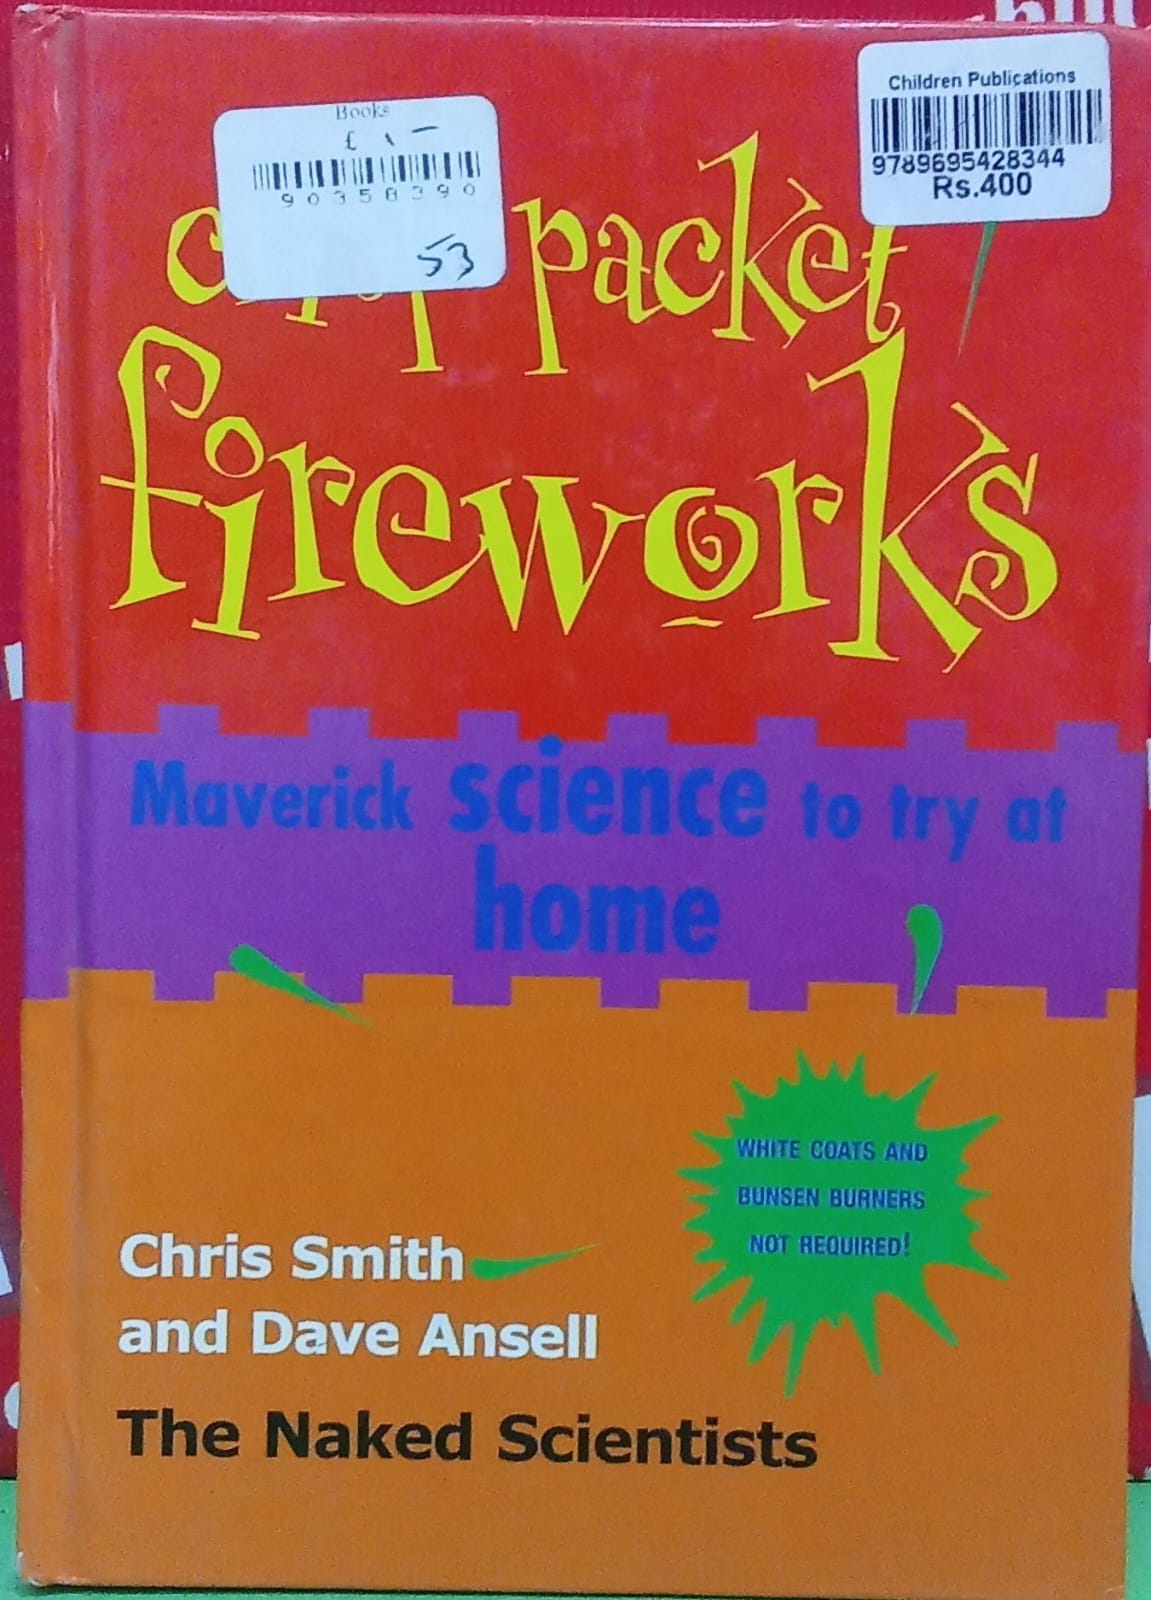 Books
£ 1-
90358390
53
Children Publications
9789695428344
Rs.400
packet
fireworks
Maverick science to try at
home
WHITE COATS AND
BUNSEN BURNERS
NOT REQUIRED!
Chris Smith
and Dave Ansell
The Naked Scientists